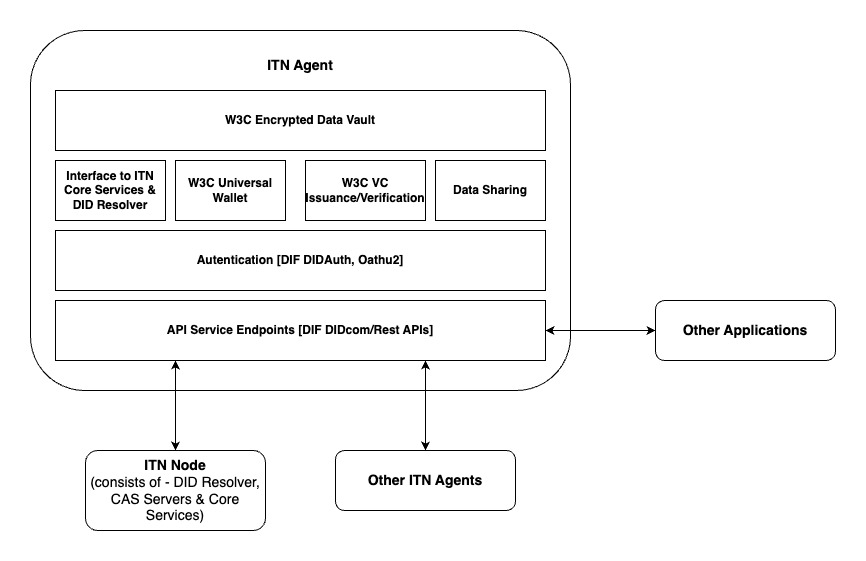 ITN Agent
W3C Encrypted Data Vault
Interface to ITN
Core Services &
DID Resolver
W3C Universal
Wallet
W3C VC
Issuance/Verification
Data Sharing
Autentication [DIF DIDAuth, Oathu2]
API Service Endpoints [DIF DIDcom/Rest APIs]
Other Applications
ITN Node
(consists of - DID Resolver,
CAS Servers & Core
Services)
Other ITN Agents